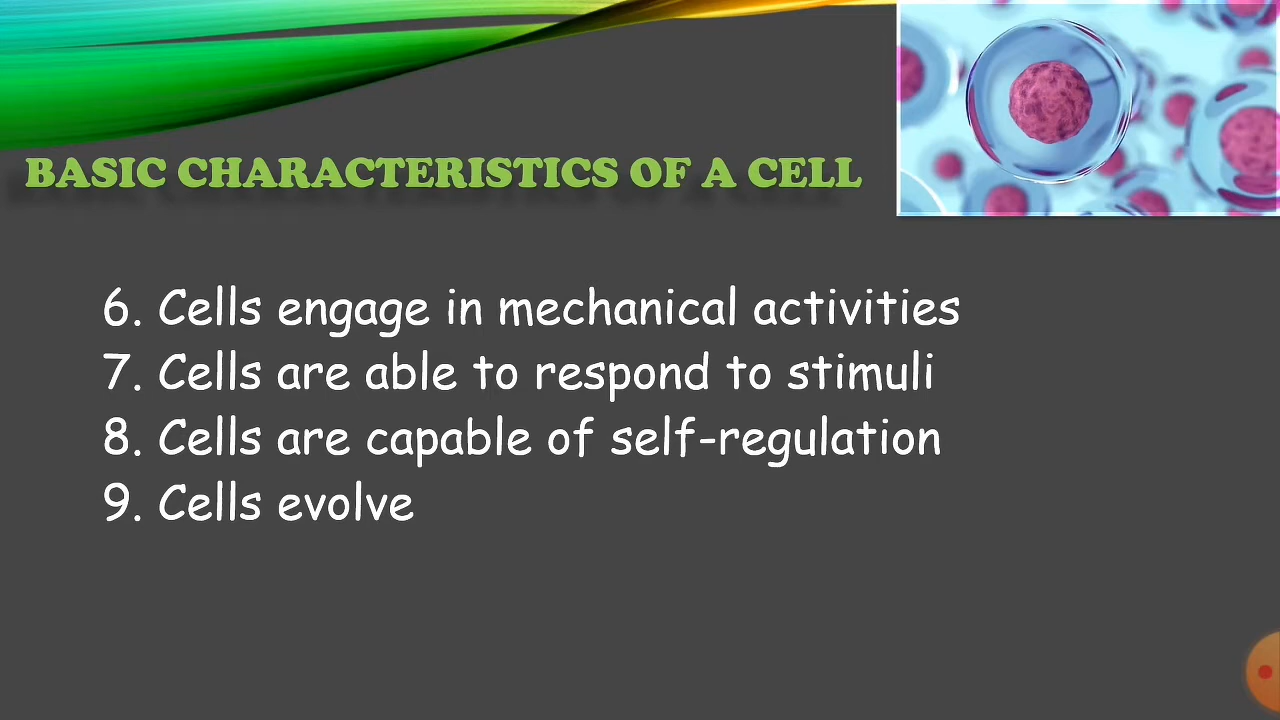 BASIC CHARACTERISTICS OF A CELL
6. Cells engage in mechanical activities
7. Cells are able to respond to stimuli
8. Cells are capable of self-regulation
9. Cells evolve